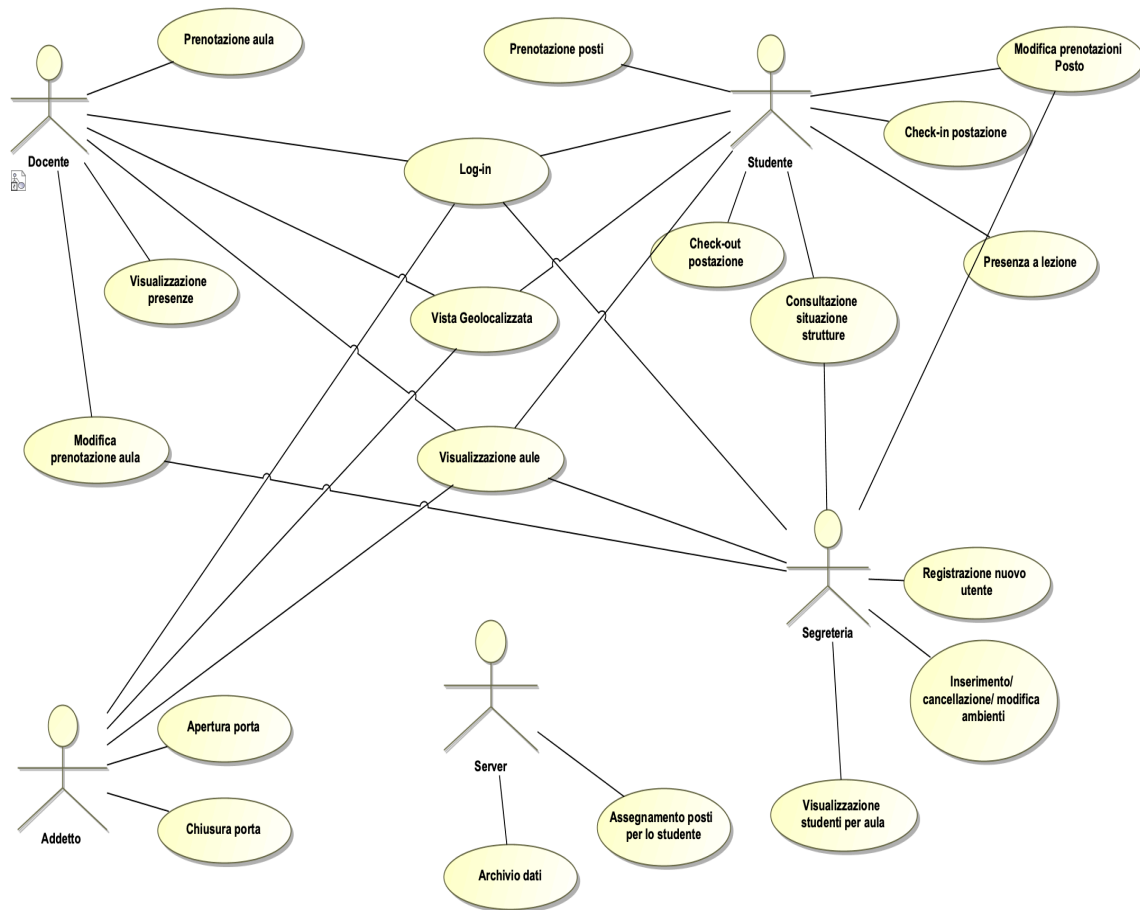 Prenotazione aula
Prenotazione posti
Modifica prenotazioni
Posto
Check-in postazione
Docente
Log-in
Studente
Check-out
postazione
Presenza a lezione
Visualizzazione
presenze
Vista Geolocalizzata
Consultazione
situazione
strutture
Modifica
prenotazione aula
Visualizzazione aule
Registrazione nuovo
utente
Segreteria
Inserimento/
cancellazione/ modifica
ambienti
Apertura porta
Server
Addetto
Chiusura porta
Assegnamento posti
per lo studente
Visualizzazione
studenti per aula
Archivio dati